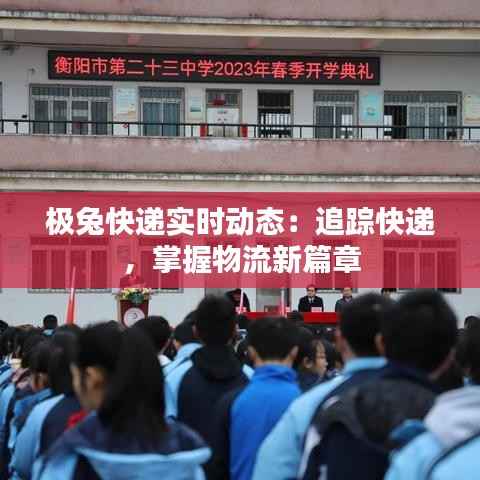 衡阳市第二十三中学2023年春季开学典礼
极兔快递实时动态：追踪快递
，掌握物流新篇章